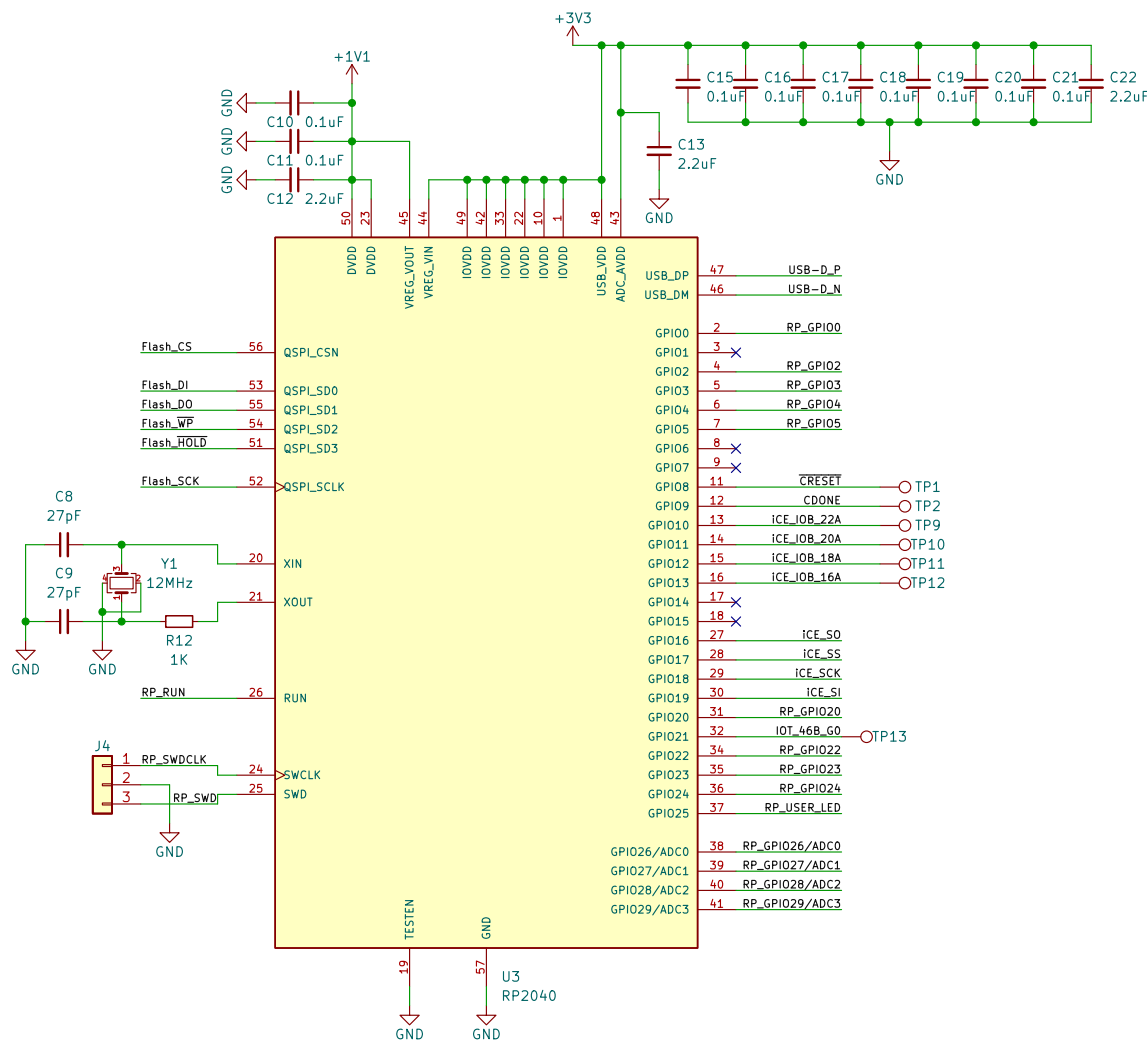 +3V3
+1V1
C15 C16 C17 C18 C19 C20 C21 C22
0.1uF 0.1uF 0.1uF 0.1uF 0.1uF 0.1uF 0.1uF 2.2uF
GND
C10 0.1uF
GND
C11 0.1uF
GND
C12 2.2uF
C13
2.2uF
GND
GND
50 23 45 44 49 42 33 22 10 1 48 43
DVDD DVDD VREG_VOUT VREG_VIN IOVDD IOVDD IOVDD IOVDD IOVDD IOVDD USB_VDD ADC_AVDD
USB_DP 47 USB-D_P
USB_DM 46 USB-D_N
GPIO0 2 RP_GPIO0
GPIO1 3
GPIO2 4 RP_GPIO2
GPIO3 5 RP_GPIO3
GPIO4 6 RP_GPIO4
GPIO5 7 RP_GPIO5
GPIO6 8
GPIO7 9
GPIO8 11 CRESET TP1
GPIO9 12 CDONE TP2
GPIO10 13 iCE_IOB_22A TP9
GPIO11 14 iCE_IOB_20A TP10
GPIO12 15 iCE_IOB_18A TP11
GPIO13 16 iCE_IOB_16A TP12
GPIO14 17
GPIO15 18
GPIO16 27 iCE_SO
GPIO17 28 iCE_SS
GPIO18 29 iCE_SCK
GPIO19 30 iCE_SI
GPIO20 31 RP_GPIO20
GPIO21 32 IOT_46B_G0 TP13
GPIO22 34 RP_GPIO22
GPIO23 35 RP_GPIO23
GPIO24 36 RP_GPIO24
GPIO25 37 RP_USER_LED
GPIO26/ADC0 38 RP_GPIO26/ADC0
GPIO27/ADC1 39 RP_GPIO27/ADC1
GPIO28/ADC2 40 RP_GPIO28/ADC2
GPIO29/ADC3 41 RP_GPIO29/ADC3
Flash_CS 56 QSPI_CSN
Flash_DI 53 QSPI_SD0
Flash_DO 55 QSPI_SD1
Flash_WP 54 QSPI_SD2
Flash_HOLD 51 QSPI_SD3
Flash_SCK 52 QSPI_SCLK
C8
27pF
20 XIN
C9
27pF
Y1
12MHz
3
4 2
1
21 XOUT
R12
1K
GND GND
RP_RUN 26 RUN
J4
1 RP_SWDCLK 24 SWCLK
2
3 RP_SWD 25 SWD
GND
TESTEN GND
19 57
U3
RP2040
GND GND